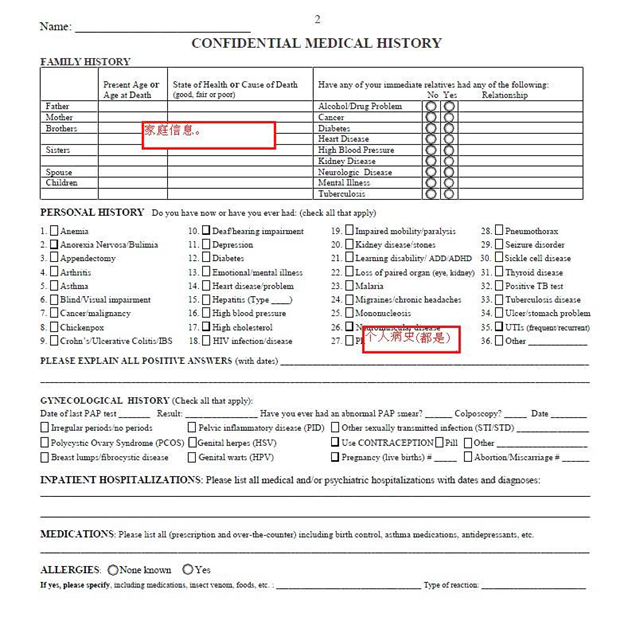 2
Name: ____________________
CONFIDENTIAL MEDICAL HISTORY
FAMILY HISTORY
Present Age or Age at Death State of Health or Cause of Death (good, fair or poor) Have any of your immediate relatives had any of the following: No Yes Relationship
Father Alcohol/Drug Problem
Mother Cancer
Brothers 家庭信息。 Diabetes
Heart Disease
Sisters High Blood Pressure
Kidney Disease
Spouse Neurologic Disease
Children Mental Illness
Tuberculosis
PERSONAL HISTORY Do you have now or have you ever had: (check all that apply)
1. Anemia 10. Deaf/hearing impairment 19. Impaired mobility/paralysis 28. Pneumothorax
2. Anorexia Nervosa/Bulimia 11. Depression 20. Kidney disease/stones 29. Seizure disorder
3. Appendectomy 12. Diabetes 21. Learning disability/ ADD/ADHD 30. Sickle cell disease
4. Arthritis 13. Emotional/mental illness 22. Loss of paired organ (eye, kidney) 31. Thyroid disease
5. Asthma 14. Heart disease/problem 23. Malaria 32. Positive TB test
6. Blind/Visual impairment 15. Hepatitis (Type ____) 24. Migraines/chronic headaches 33. Tuberculosis disease
7. Cancer/malignancy 16. High blood pressure 25. Mononucleosis 34. Ulcer/stomach problem
8. Chickenpox 17. High cholesterol 26. Neuromuscular disease 35. UTIs (frequent/recurrent)
9. Crohn's/Ulcerative Colitis/IBS 18. HIV infection/disease 27. 个人病史(都是) 36. Other ____________
PLEASE EXPLAIN ALL POSITIVE ANSWERS (with dates) ____________________
GYNECOLOGICAL HISTORY (Check all that apply):
Date of last PAP test _______ Result: ________________ Have you ever had an abnormal PAP smear? _____ Colposcopy? _____ Date ________
Irregular periods/no periods Pelvic inflammatory disease (PID) Other sexually transmitted infection (STI/STD) ________________
Polycystic Ovary Syndrome (PCOS) Genital herpes (HSV) Use CONTRACEPTION Pill Other ____________________
Breast lumps/fibrocystic disease Genital warts (HPV) Pregnancy (live births) # _____ Abortion/Miscarriage # ______
INPATIENT HOSPITALIZATIONS: Please list all medical and/or psychiatric hospitalizations with dates and diagnoses:
MEDICATIONS: Please list all (prescription and over-the-counter) including birth control, asthma medications, antidepressants, etc.
ALLERGIES: None known Yes
If yes, please specify, including medications, insect venom, foods, etc. : ____________________ Type of reaction: ____________________